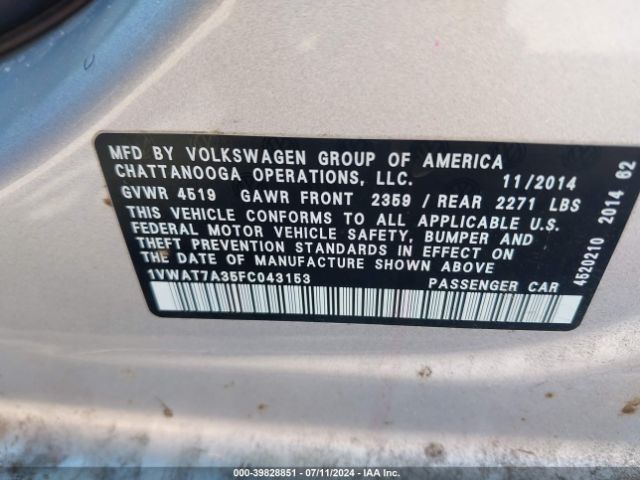 MFD BY VOLKSWAGEN GROUP OF AMERICA
CHATTANOOGA OPERATIONS, LLC. 11/2014
GVWR 4519 GAWR FRONT 2359 / REAR 2271 LBS
THIS VEHICLE CONFORMS TO ALL APPLICABLE U.S.
FEDERAL MOTOR VEHICLE SAFETY, BUMPER AND
THEFT PREVENTION STANDARDS IN EFFECT ON
THE DATE OF MANUFACTURE SHOWN ABOVE.
1VWAT7A35FC043153 PASSENGER CAR
4520210 2014 62
000-39828851 | 07/11/2024 | IAA Inc.